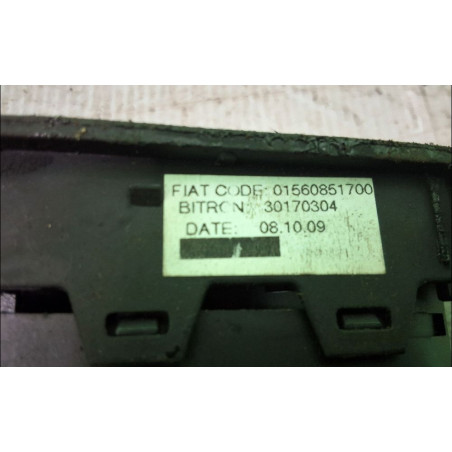 FIAT CODE: 01560851700
BITRON: 30170304
DATE: 08.10.09